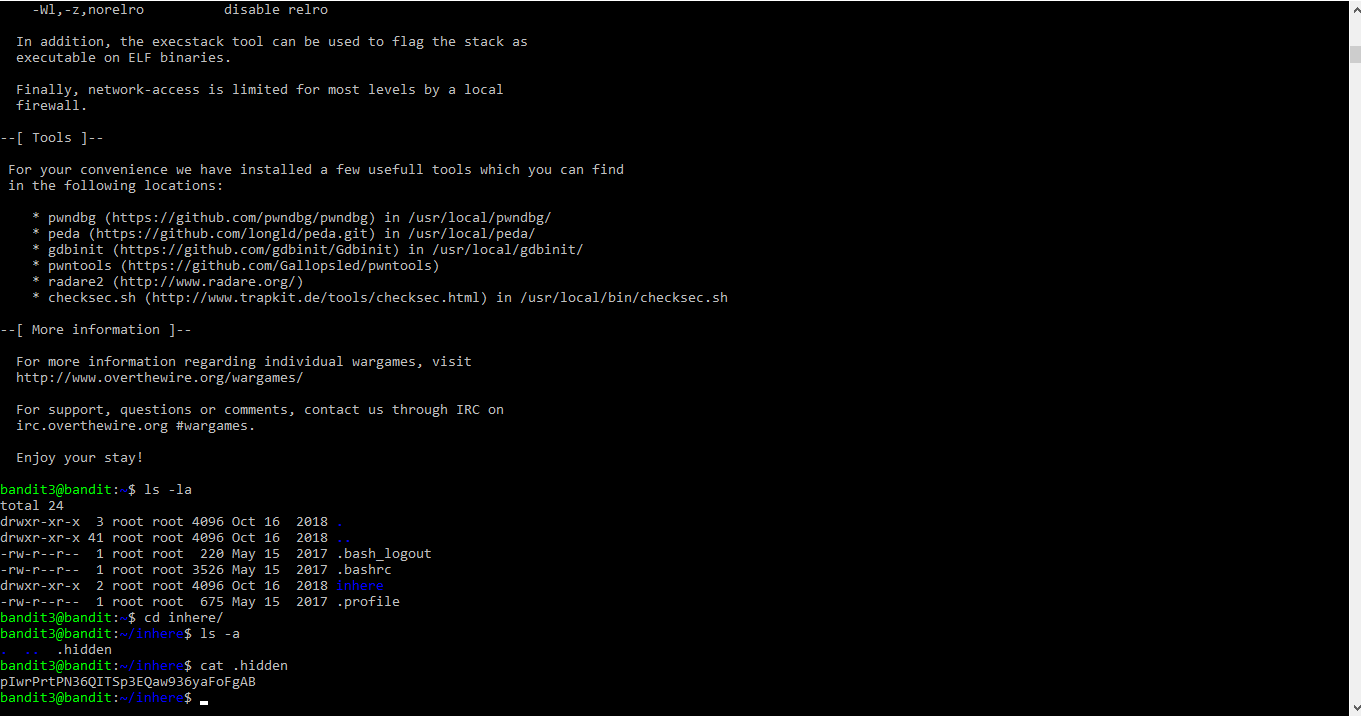 -Wl,-z,norelro          disable relro
In addition, the execstack tool can be used to flag the stack as
executable on ELF binaries.
Finally, network-access is limited for most levels by a local
firewall.
--[ Tools ]--
For your convenience we have installed a few usefull tools which you can find
in the following locations:
* pwndbg (https://github.com/pwndbg/pwndbg) in /usr/local/pwndbg/
* peda (https://github.com/longld/peda.git) in /usr/local/peda/
* gdbinit (https://github.com/gdbinit/Gdbinit) in /usr/local/gdbinit/
* pwntools (https://github.com/Gallopsled/pwntools)
* radare2 (http://www.radare.org/)
* checksec.sh (http://www.trapkit.de/tools/checksec.html) in /usr/local/bin/checksec.sh
--[ More information ]--
For more information regarding individual wargames, visit
http://www.overthewire.org/wargames/
For support, questions or comments, contact us through IRC on
irc.overthewire.org #wargames.
Enjoy your stay!
bandit3@bandit:~$ ls -la
total 24
drwxr-xr-x  3 root root 4096 Oct 16  2018 .
drwxr-xr-x 41 root root 4096 Oct 16  2018 ..
-rw-r--r--  1 root root  220 May 15  2017 .bash_logout
-rw-r--r--  1 root root 3526 May 15  2017 .bashrc
drwxr-xr-x  2 root root 4096 Oct 16  2018 inhere
-rw-r--r--  1 root root  675 May 15  2017 .profile
bandit3@bandit:~$ cd inhere/
bandit3@bandit:~/inhere$ ls -a
.  ..  .hidden
bandit3@bandit:~/inhere$ cat .hidden
pIwrPrtPN36QITSp3EQaw936yaFoFgAB
bandit3@bandit:~/inhere$